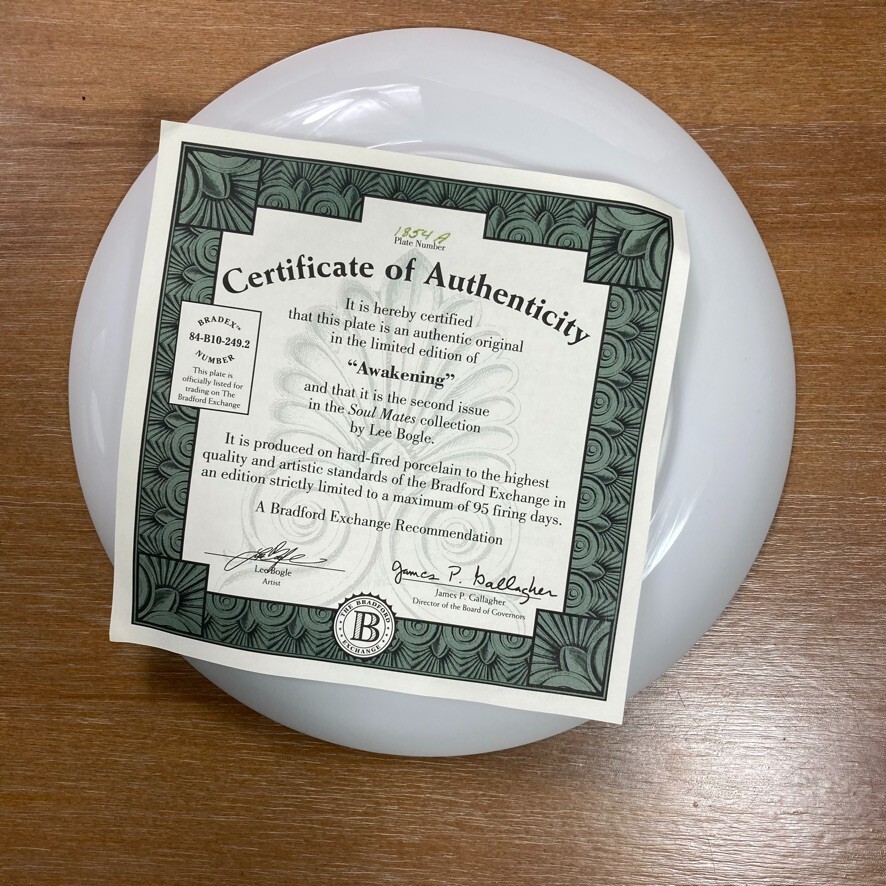 1854 A
Plate Number
Certificate of Authenticity
It is hereby certified
that this plate is an authentic original
in the limited edition of
“Awakening”
and that it is the second issue
in the Soul Mates collection
by Lee Bogle.
BRADEX™
84-B10-249.2
NUMBER
This plate is
officially listed for
trading on The
Bradford Exchange
It is produced on hard-fired porcelain to the highest
quality and artistic standards of the Bradford Exchange in
an edition strictly limited to a maximum of 95 firing days.
A Bradford Exchange Recommendation
Lee Bogle
Lee Bogle
Artist
James P. Gallagher
James P. Gallagher
Director of the Board of Governors
THE BRADFORD
B
EXCHANGE